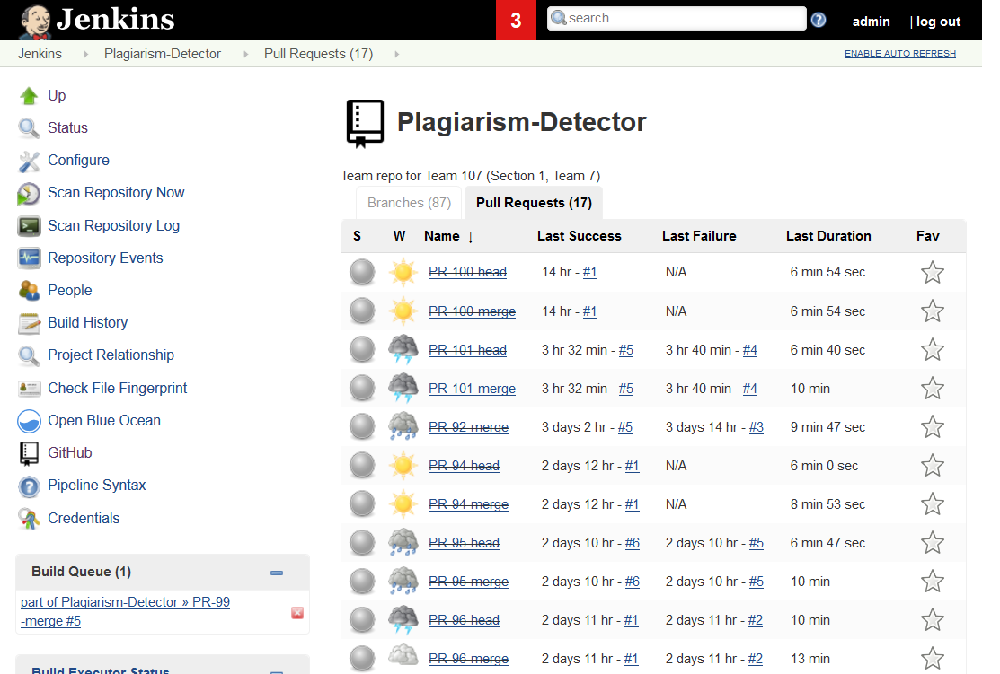 Jenkins
3
search
admin
| log out
Jenkins
Plagiarism-Detector
Pull Requests (17)
ENABLE AUTO REFRESH
Up
Status
Configure
Scan Repository Now
Scan Repository Log
Repository Events
People
Build History
Project Relationship
Check File Fingerprint
Open Blue Ocean
GitHub
Pipeline Syntax
Credentials
Build Queue (1)
part of Plagiarism-Detector » PR-99
-merge #5
Build Executor Status
Plagiarism-Detector
Team repo for Team 107 (Section 1, Team 7)
Branches (87) Pull Requests (17)
S W Name ↓ Last Success Last Failure Last Duration Fav
PR-100-head 14 hr - #1 N/A 6 min 54 sec
PR-100-merge 14 hr - #1 N/A 6 min 54 sec
PR-101-head 3 hr 32 min - #5 3 hr 40 min - #4 6 min 40 sec
PR-101-merge 3 hr 32 min - #5 3 hr 40 min - #4 10 min
PR-92-merge 3 days 2 hr - #5 3 days 14 hr - #3 9 min 47 sec
PR-94-head 2 days 12 hr - #1 N/A 6 min 0 sec
PR-94-merge 2 days 12 hr - #1 N/A 8 min 53 sec
PR-95-head 2 days 10 hr - #6 2 days 10 hr - #5 6 min 47 sec
PR-95-merge 2 days 10 hr - #6 2 days 10 hr - #5 10 min
PR-96-head 2 days 11 hr - #1 2 days 11 hr - #2 10 min
PR-96-merge 2 days 11 hr - #1 2 days 11 hr - #2 13 min